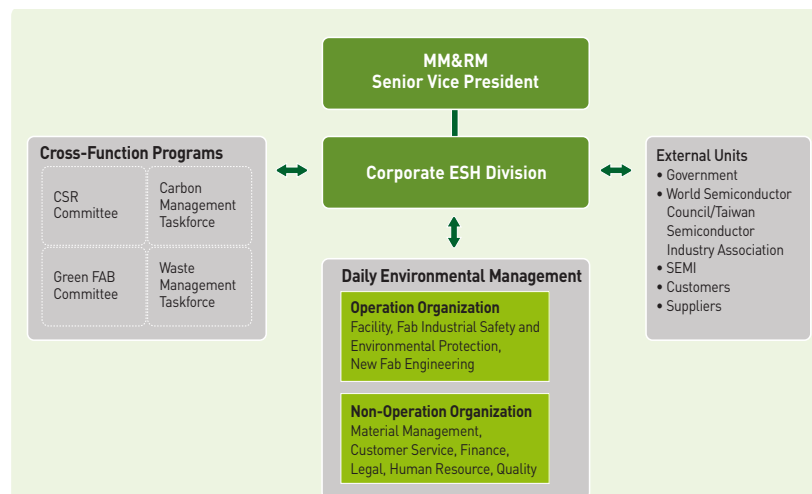 MM&RM
Senior Vice President
Cross-Function Programs
CSR
Committee
Carbon
Management
Taskforce
Green FAB
Committee
Waste
Management
Taskforce
Corporate ESH Division
External Units
• Government
• World Semiconductor
Council/Taiwan
Semiconductor
Industry Association
• SEMI
• Customers
• Suppliers
Daily Environmental Management
Operation Organization
Facility, Fab Industrial Safety and
Environmental Protection,
New Fab Engineering
Non-Operation Organization
Material Management,
Customer Service, Finance,
Legal, Human Resource, Quality